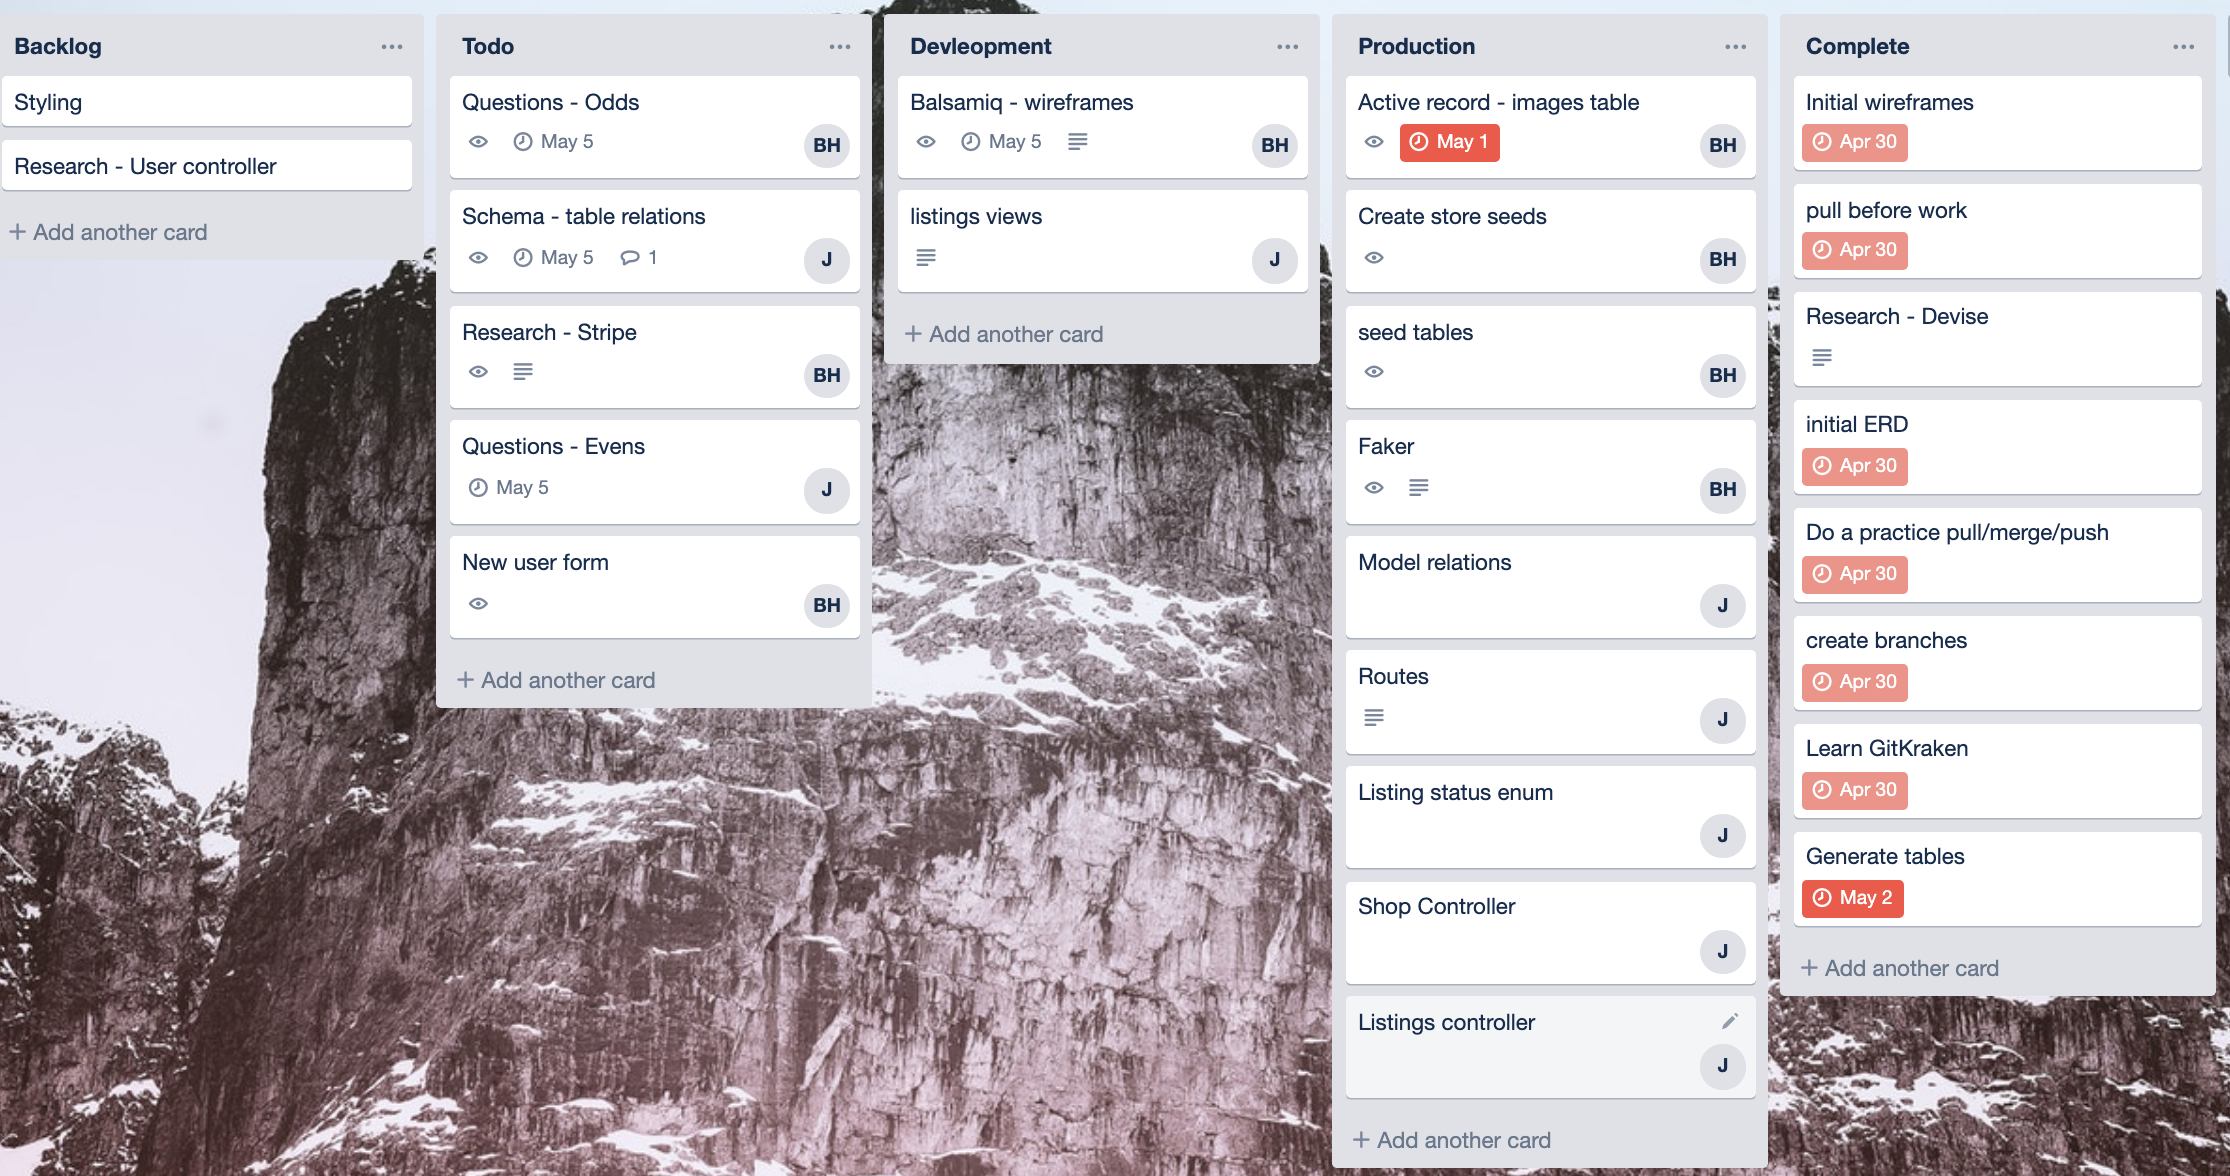 Backlog
Styling
Research - User controller
+ Add another card
Todo
Questions - Odds
May 5
BH
Schema - table relations
May 5
1
J
Research - Stripe
BH
Questions - Evens
May 5
J
New user form
BH
+ Add another card
Devleopment
Balsamiq - wireframes
May 5
BH
listings views
J
+ Add another card
Production
Active record - images table
May 1
BH
Create store seeds
BH
seed tables
BH
Faker
BH
Model relations
J
Routes
J
Listing status enum
J
Shop Controller
J
Listings controller
J
+ Add another card
Complete
Initial wireframes
Apr 30
pull before work
Apr 30
Research - Devise
initial ERD
Apr 30
Do a practice pull/merge/push
Apr 30
create branches
Apr 30
Learn GitKraken
Apr 30
Generate tables
May 2
+ Add another card